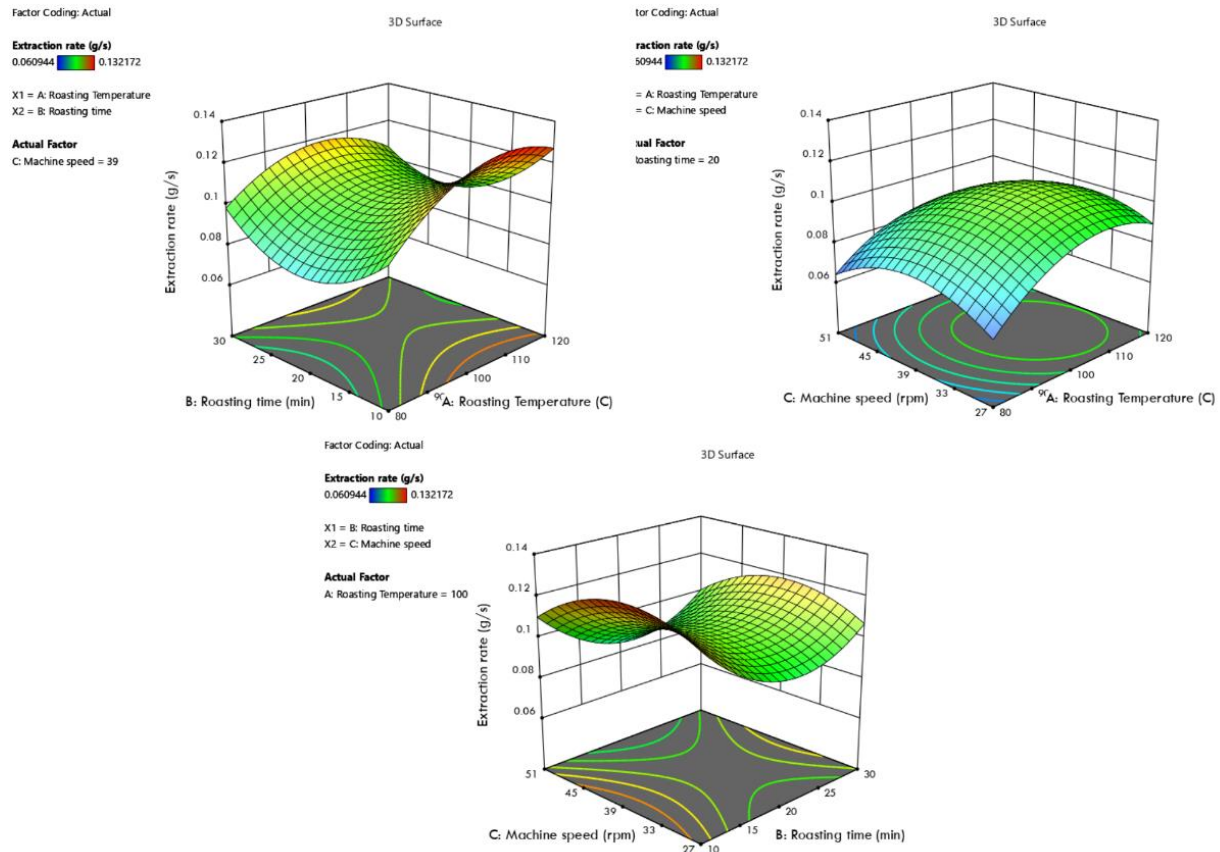 Factor Coding: Actual
3D Surface
Extraction rate (g/s)
0.060944 0.132172
X1 = A: Roasting Temperature
X2 = B: Roasting time
Actual Factor
C: Machine speed = 39
0.14
0.12
0.1
0.08
0.06
Extraction rate (g/s)
30
25
20
15
10
B: Roasting time (min)
80
90
100
110
120
A: Roasting Temperature (C)
tor Coding: Actual
3D Surface
raction rate (g/s)
60944 0.132172
= A: Roasting Temperature
= C: Machine speed
ual Factor
Roasting time = 20
0.14
0.12
0.1
0.08
0.06
Extraction rate (g/s)
51
45
39
33
27
C: Machine speed (rpm)
80
90
100
110
120
A: Roasting Temperature (C)
Factor Coding: Actual
3D Surface
Extraction rate (g/s)
0.060944 0.132172
X1 = B: Roasting time
X2 = C: Machine speed
Actual Factor
A: Roasting Temperature = 100
0.14
0.12
0.1
0.08
0.06
Extraction rate (g/s)
51
45
39
33
27
C: Machine speed (rpm)
10
15
20
25
30
B: Roasting time (min)